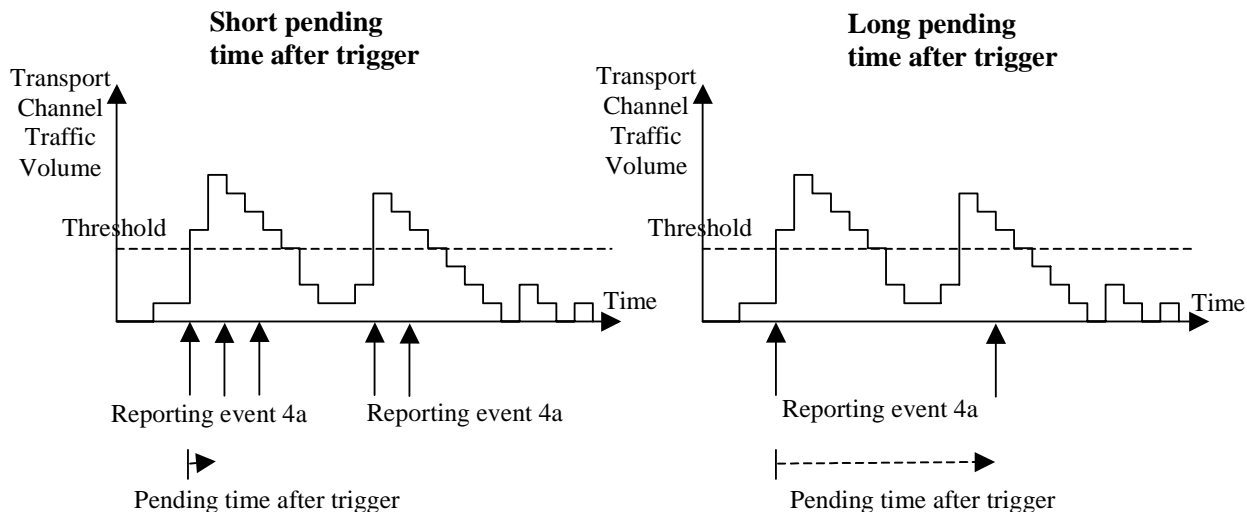 Short pending
time after trigger
Transport
Channel
Traffic
Volume
Threshold
Time
Reporting event 4a
Reporting event 4a
Pending time after trigger
Long pending
time after trigger
Transport
Channel
Traffic
Volume
Threshold
Time
Reporting event 4a
Pending time after trigger